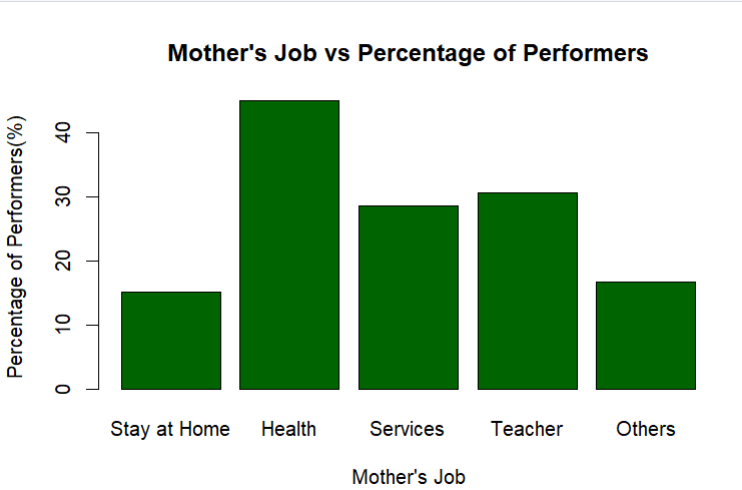 Mother's Job vs Percentage of Performers
Percentage of Performers(%)
40
30
20
10
0
Stay at Home Health Services Teacher Others
Mother's Job